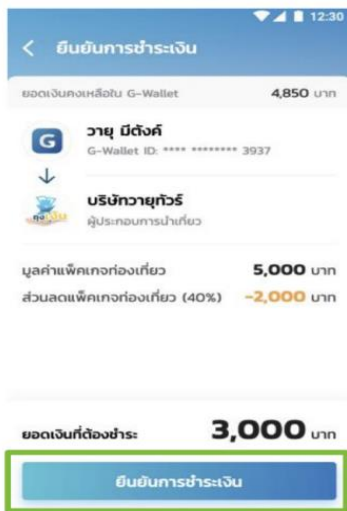 12:30
ยืนยันการชำระเงิน
ยอดเงินคงเหลือใน G-Wallet 4,850 บาท
G วายุ มีตังค์
G-Wallet ID: **** ******** 3937
บริษัทวายุทัวร์
ถุงเงิน ผู้ประกอบการนำเที่ยว
มูลค่าแพ็คเกจท่องเที่ยว 5,000 บาท
ส่วนลดแพ็คเกจท่องเที่ยว (40%) -2,000 บาท
ยอดเงินที่ต้องชำระ 3,000 บาท
ยืนยันการชำระเงิน